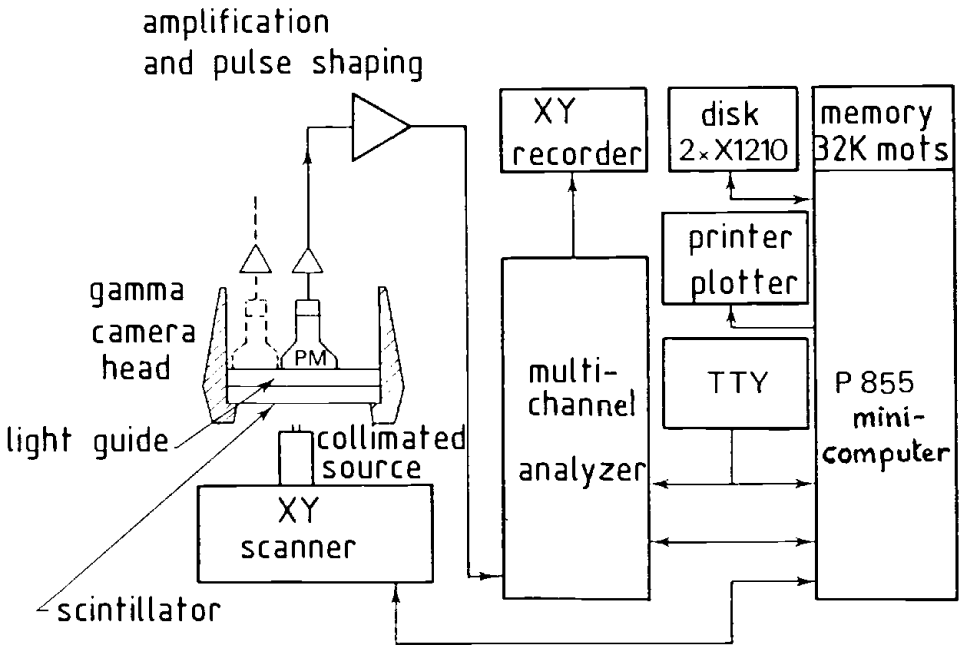 amplification
and pulse shaping
XY
recorder
disk
2×X1210
memory
32K mots
printer
plotter
gamma
camera
head
PM
TTY
multi-
channel
analyzer
P 855
mini-
computer
light guide
collimated
source
XY
scanner
scintillator